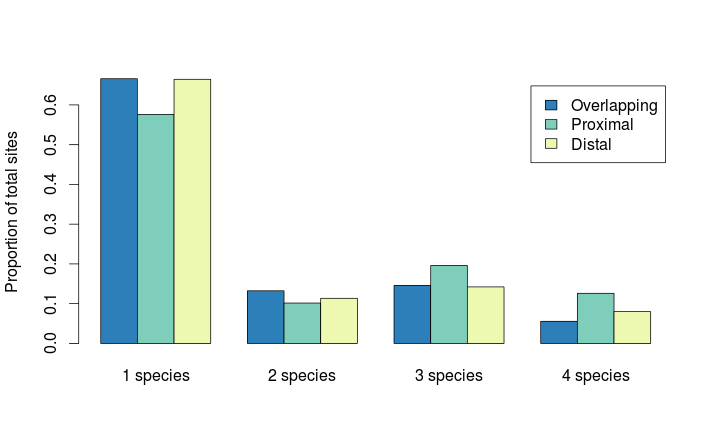 Proportion of total sites
0.6
0.5
0.4
0.3
0.2
0.1
0.0
Overlapping
Proximal
Distal
1 species
2 species
3 species
4 species